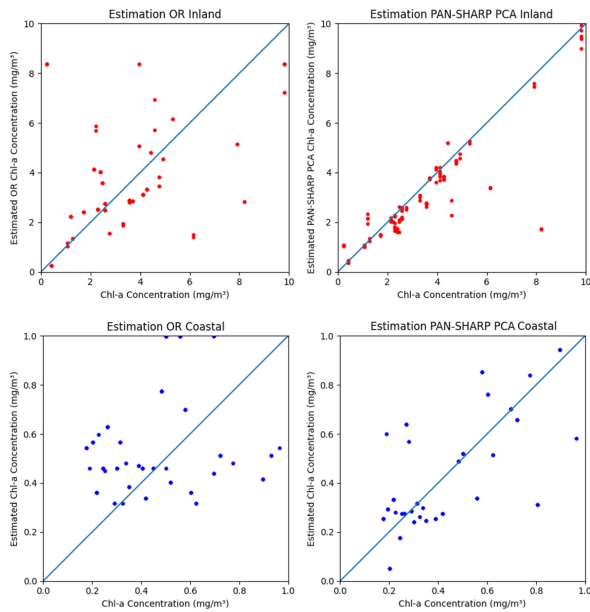 Estimation OR Inland
Estimated OR Chl-a Concentration (mg/m³)
10
8
6
4
2
0
0 2 4 6 8 10
Chl-a Concentration (mg/m³)
Estimation PAN-SHARP PCA Inland
Estimated PAN-SHARP PCA Chl-a Concentration (mg/m³)
10
8
6
4
2
0
0 2 4 6 8 10
Chl-a Concentration (mg/m³)
Estimation OR Coastal
Estimated Chl-a Concentration (mg/m³)
1.0
0.8
0.6
0.4
0.2
0.0
0.0 0.2 0.4 0.6 0.8 1.0
Chl-a Concentration (mg/m³)
Estimation PAN-SHARP PCA Coastal
Estimated Chl-a Concentration (mg/m³)
1.0
0.8
0.6
0.4
0.2
0.0
0.0 0.2 0.4 0.6 0.8 1.0
Chl-a Concentration (mg/m³)